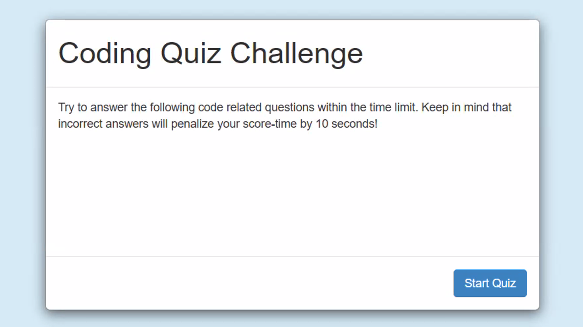 Coding Quiz Challenge
Try to answer the following code related questions within the time limit. Keep in mind that
incorrect answers will penalize your score-time by 10 seconds!
Start Quiz